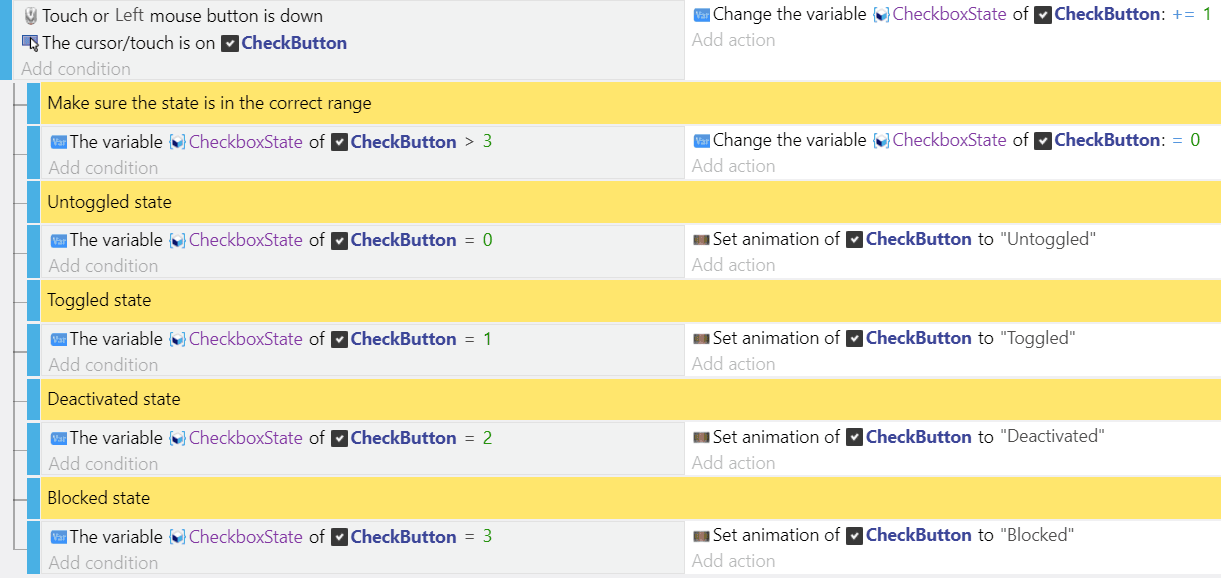 Touch or Left mouse button is down
Change the variable CheckboxState of CheckButton: += 1
The cursor/touch is on CheckButton
Add action
Add condition
Make sure the state is in the correct range
Var The variable CheckboxState of CheckButton > 3
Var Change the variable CheckboxState of CheckButton: = 0
Add condition
Add action
Untoggled state
Var The variable CheckboxState of CheckButton = 0
Set animation of CheckButton to "Untoggled"
Add condition
Add action
Toggled state
Var The variable CheckboxState of CheckButton = 1
Set animation of CheckButton to "Toggled"
Add condition
Add action
Deactivated state
Var The variable CheckboxState of CheckButton = 2
Set animation of CheckButton to "Deactivated"
Add condition
Add action
Blocked state
Var The variable CheckboxState of CheckButton = 3
Set animation of CheckButton to "Blocked"
Add condition
Add action